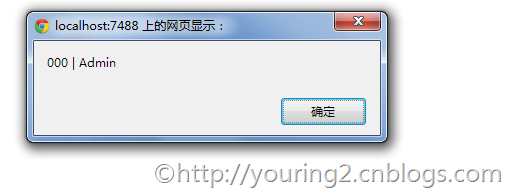 localhost:7488 上的网页显示：
000 | Admin
确定
©http://youring2.cnblogs.com